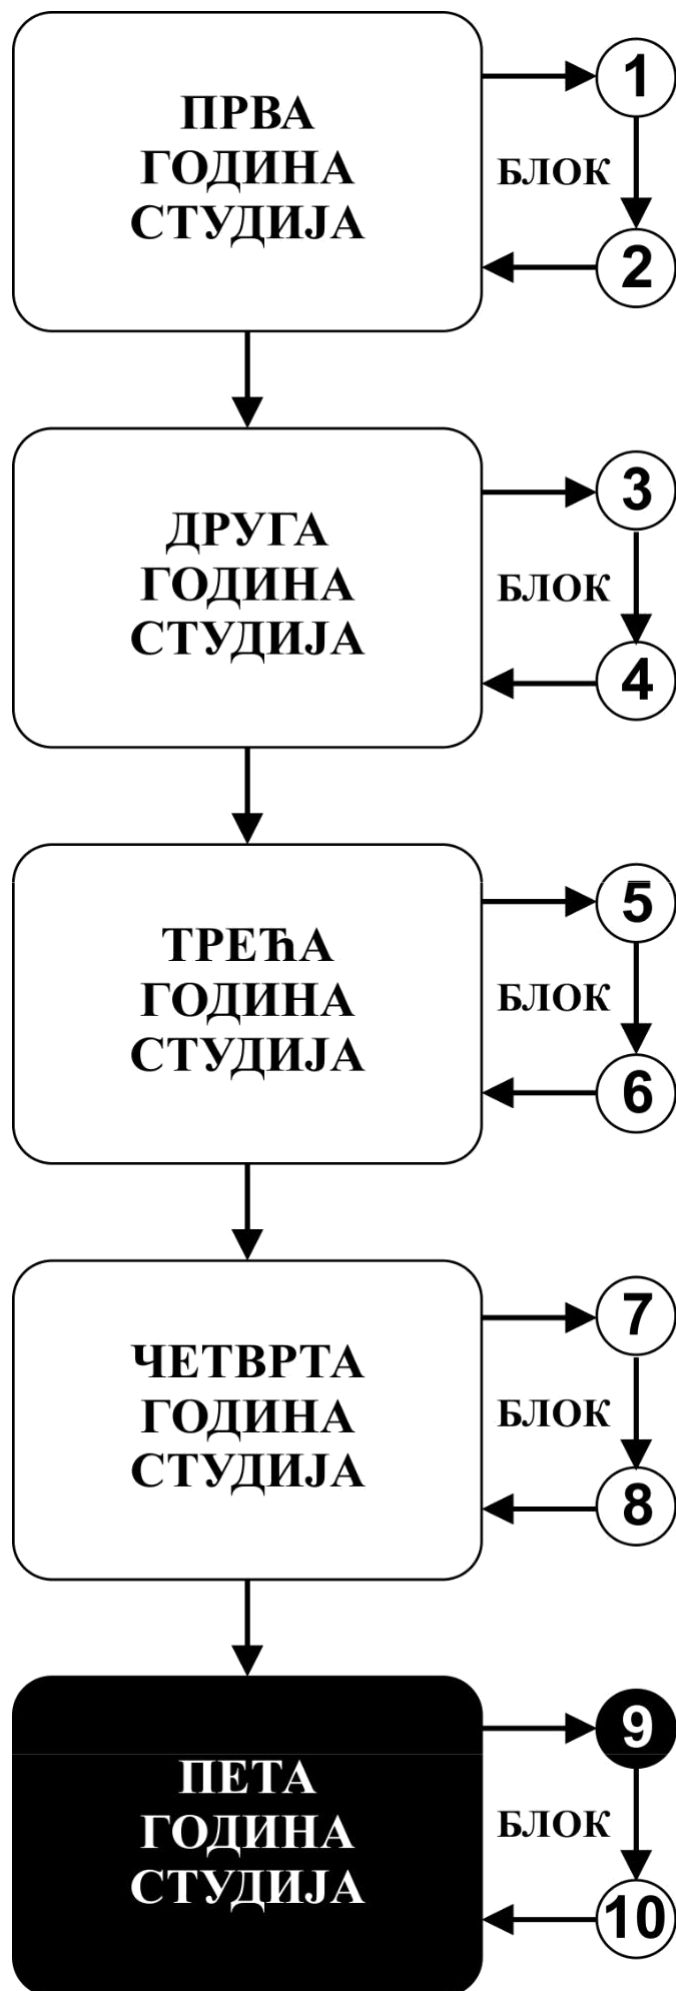 ПРВА
ГОДИНА
СТУДИЈА
1
БЛОК
2
ДРУГА
ГОДИНА
СТУДИЈА
3
БЛОК
4
ТРЕЋА
ГОДИНА
СТУДИЈА
5
БЛОК
6
ЧЕТВРТА
ГОДИНА
СТУДИЈА
7
БЛОК
8
ПЕТА
ГОДИНА
СТУДИЈА
9
БЛОК
10